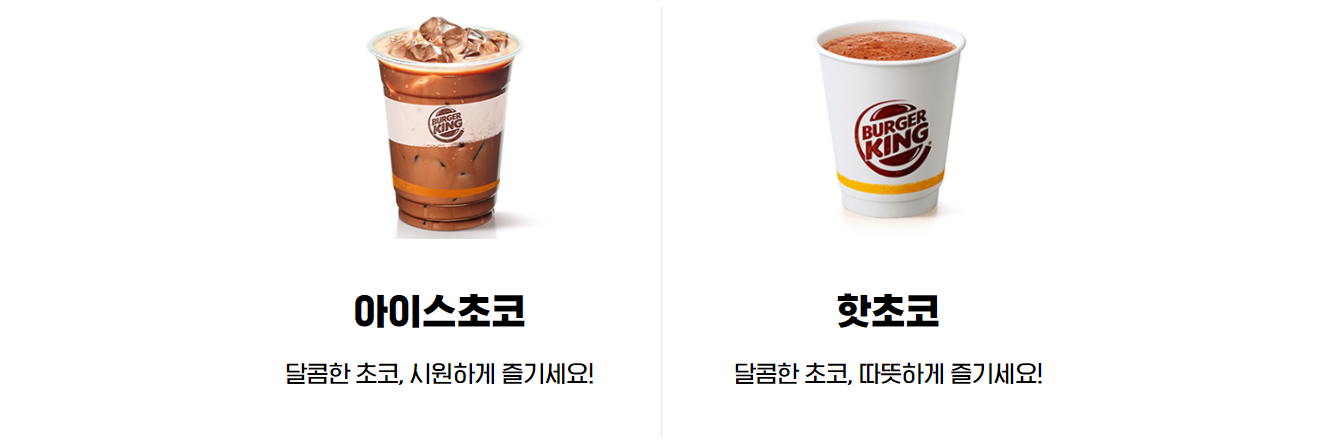 BURGER
KING
아이스초코
달콤한 초코, 시원하게 즐기세요!
BURGER
KING
핫초코
달콤한 초코, 따뜻하게 즐기세요!